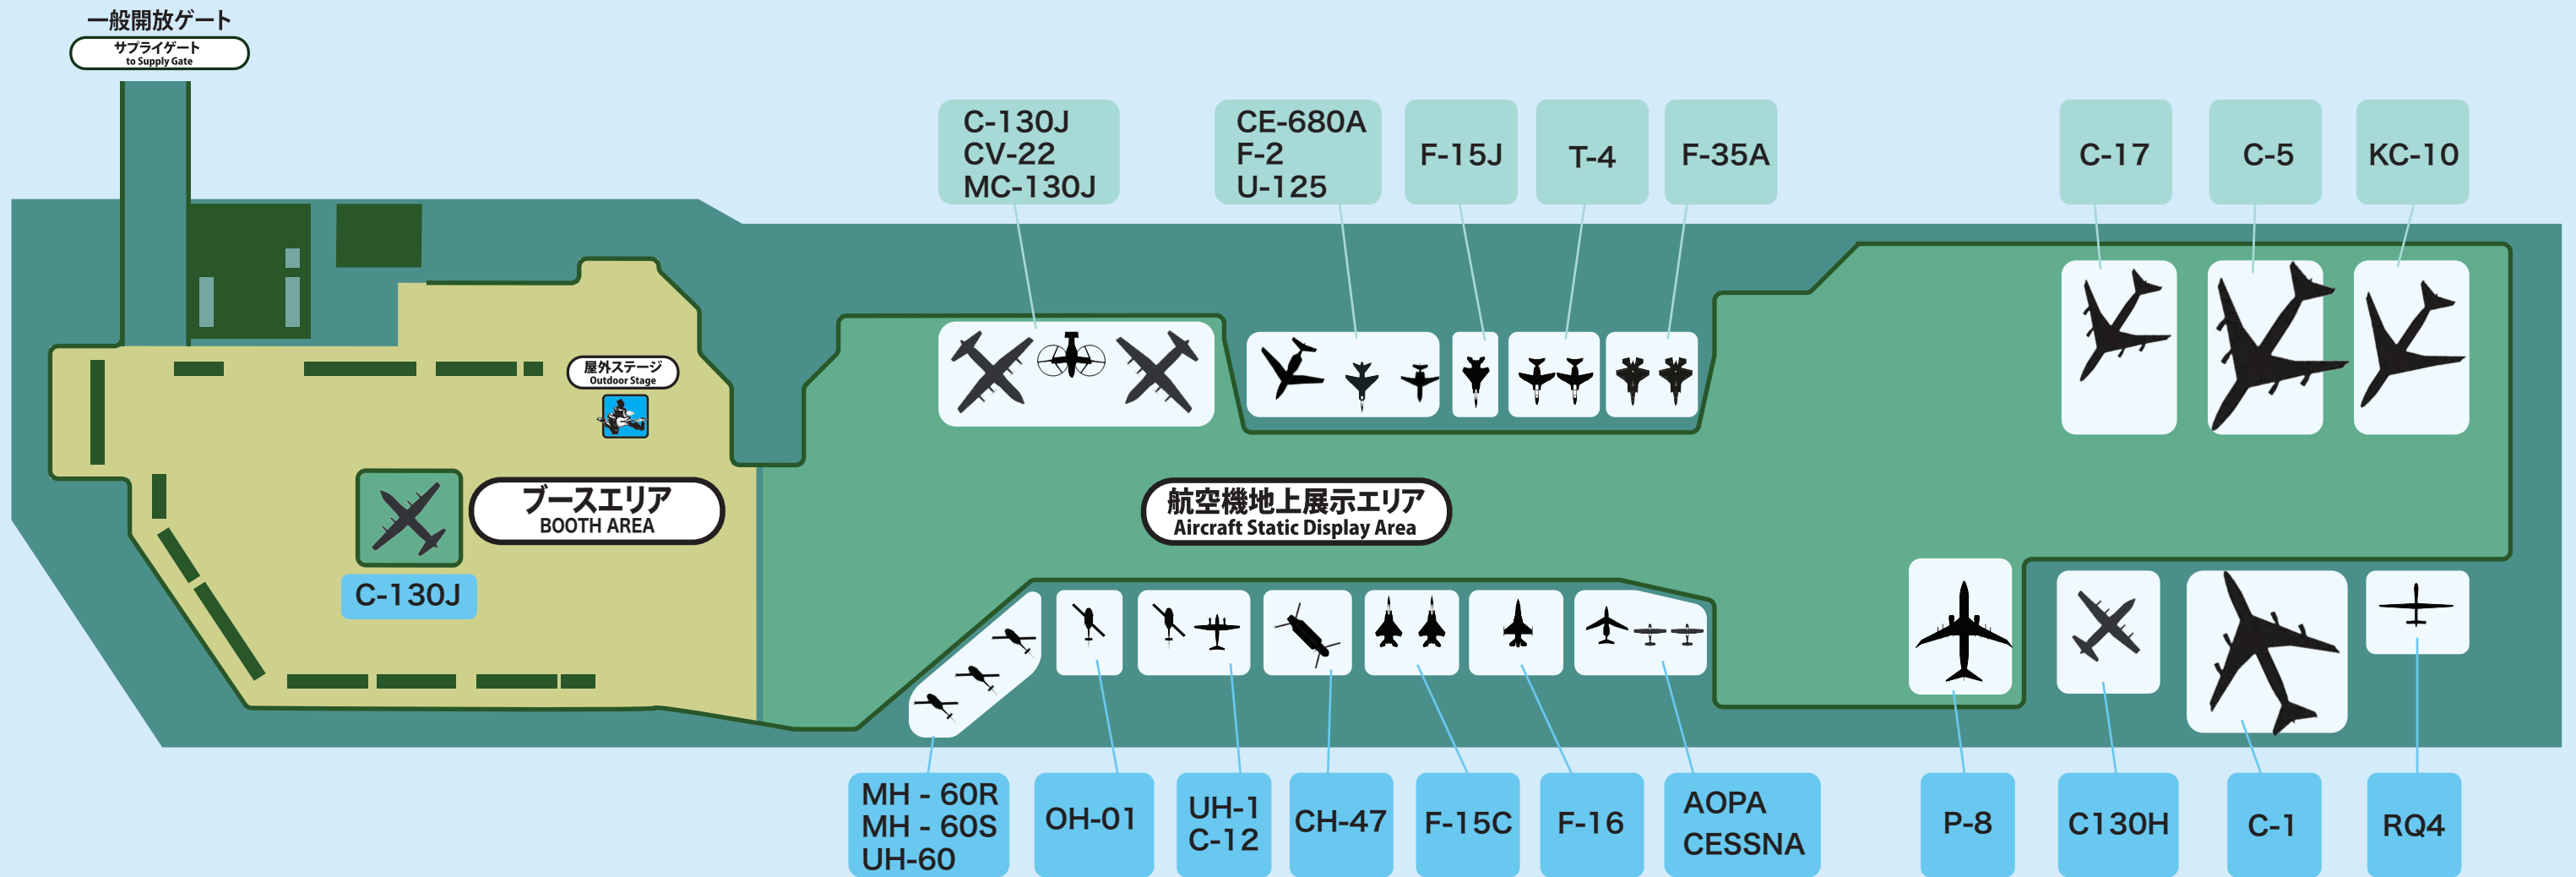 一般開放ゲート
サプライゲート
to Supply Gate
C-130J
CV-22
MC-130J
CE-680A
F-2
U-125
F-15J
T-4
F-35A
C-17
C-5
KC-10
屋外ステージ
Outdoor Stage
ブースエリア
BOOTH AREA
C-130J
航空機地上展示エリア
Aircraft Static Display Area
MH - 60R
MH - 60S
UH-60
OH-01
UH-1
C-12
CH-47
F-15C
F-16
AOPA
CESSNA
P-8
C130H
C-1
RQ4